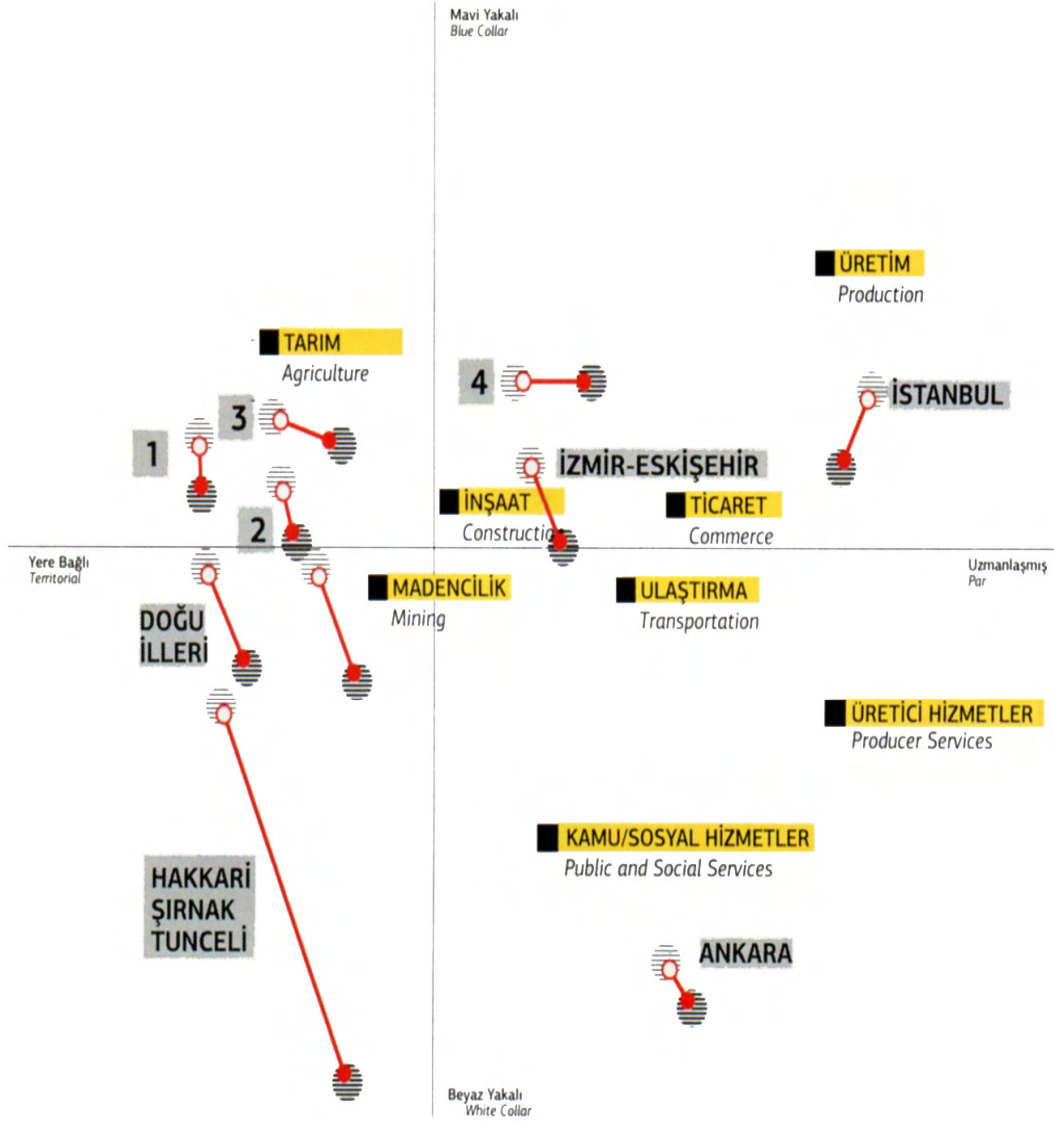 Mavi Yakalı
Blue Collar
ÜRETİM
Production
TARIM
Agriculture
4
İSTANBUL
3
1
İZMİR-ESKİŞEHİR
İNŞAAT
Construction
TİCARET
Commerce
2
Yere Bağlı
Territorial
Uzmanlaşmış
Par
MADENCİLİK
Mining
ULAŞTIRMA
Transportation
DOĞU
İLLERİ
ÜRETİCİ HİZMETLER
Producer Services
KAMU/SOSYAL HİZMETLER
Public and Social Services
HAKKARİ
ŞIRNAK
TUNCELİ
ANKARA
Beyaz Yakalı
White Collar